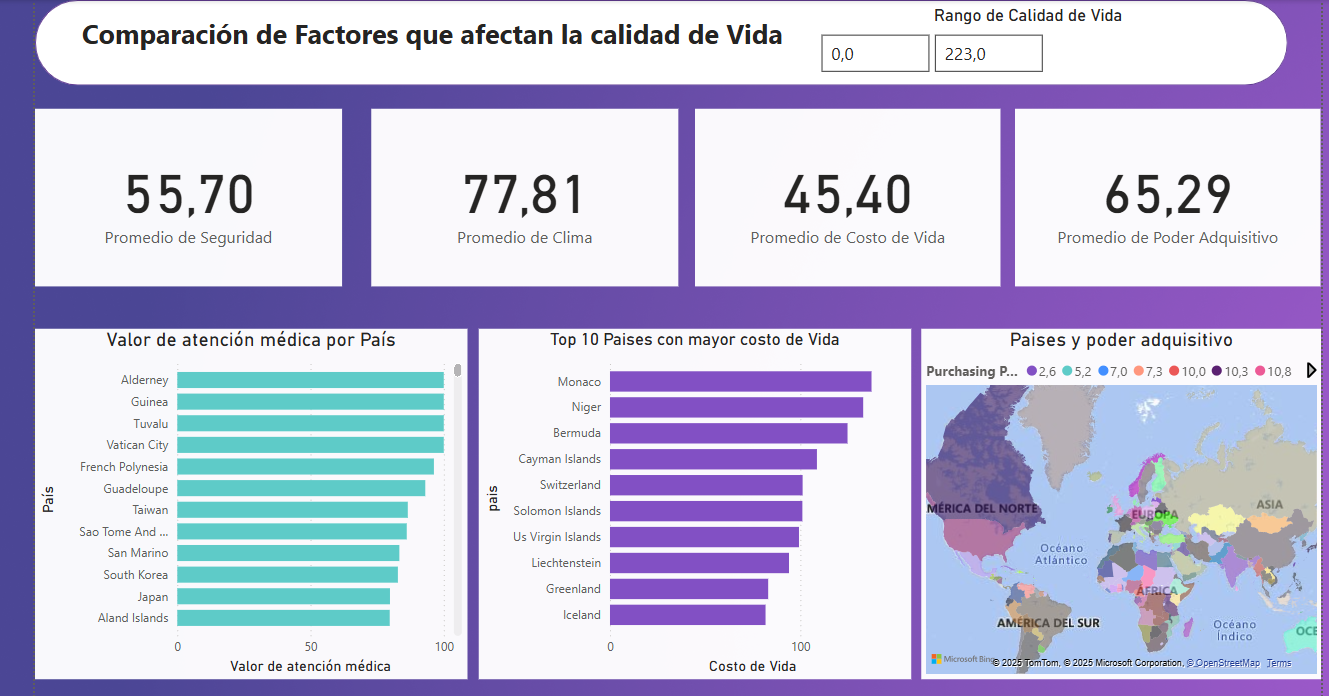 Comparación de Factores que afectan la calidad de Vida
Rango de Calidad de Vida
0,0
223,0
55,70
Promedio de Seguridad
77,81
Promedio de Clima
45,40
Promedio de Costo de Vida
65,29
Promedio de Poder Adquisitivo
Valor de atención médica por País
País
Alderney
Guinea
Tuvalu
Vatican City
French Polynesia
Guadeloupe
Taiwan
Sao Tome And ...
San Marino
South Korea
Japan
Aland Islands
0 50 100
Valor de atención médica
Top 10 Paises con mayor costo de Vida
pais
Monaco
Niger
Bermuda
Cayman Islands
Switzerland
Solomon Islands
Us Virgin Islands
Liechtenstein
Greenland
Iceland
0 100
Costo de Vida
Paises y poder adquisitivo
Purchasing P... 2,6 5,2 7,0 7,3 10,0 10,3 10,8
MÉRICA DEL NORTE
EUROPA
ASIA
Océano
Atlántico
ÁFRICA
AMÉRICA DEL SUR
Océano
Índico
OCE
Microsoft Bing
© 2025 TomTom, © 2025 Microsoft Corporation, © OpenStreetMap Terms